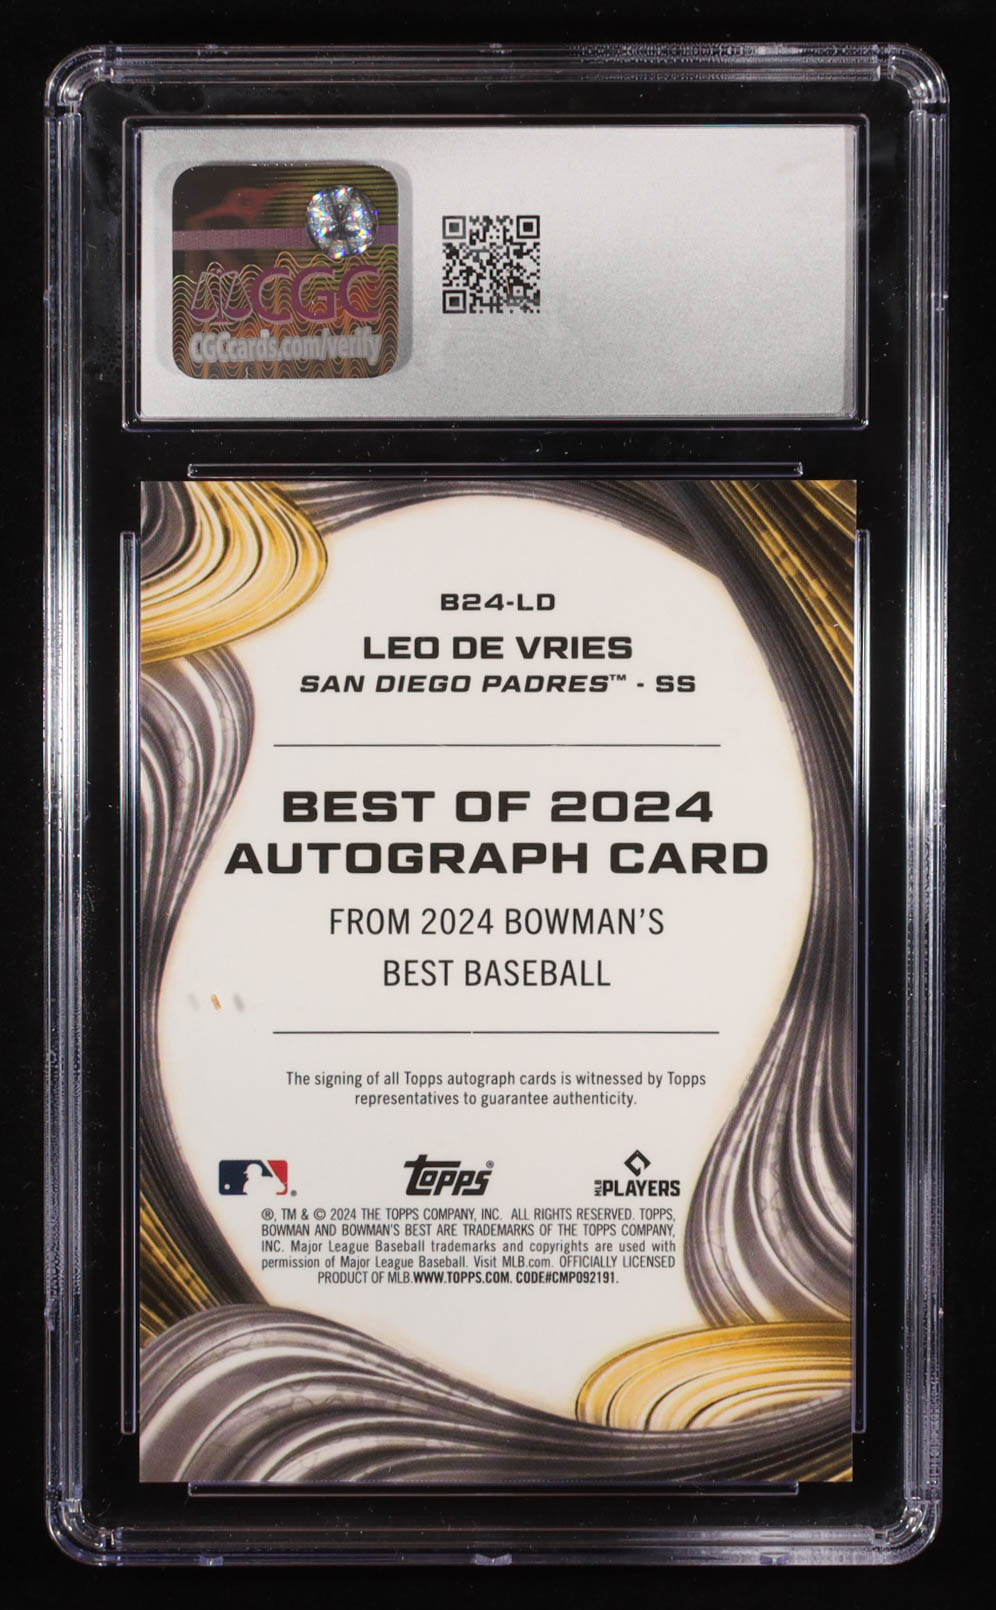 CGC
CGCcards.com/verify
B24-LD
LEO DE VRIES
SAN DIEGO PADRES™ - SS
BEST OF 2024
AUTOGRAPH CARD
FROM 2024 BOWMAN'S
BEST BASEBALL
The signing of all Topps autograph cards is witnessed by Topps
representatives to guarantee authenticity.
Topps® MLB PLAYERS
®, TM & © 2024 THE TOPPS COMPANY, INC. ALL RIGHTS RESERVED. TOPPS,
BOWMAN AND BOWMAN'S BEST ARE TRADEMARKS OF THE TOPPS COMPANY,
INC. Major League Baseball trademarks and copyrights are used with
permission of Major League Baseball. Visit MLB.com. OFFICIALLY LICENSED
PRODUCT OF MLB.WWW.TOPPS.COM. CODE#CMP092191.